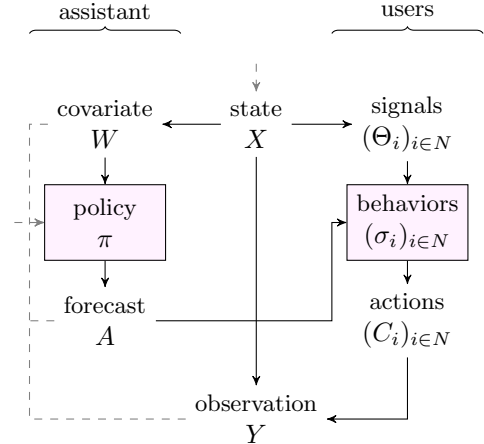 assistant
users
covariate
W
state
X
signals
(Θ_i)_{i∈N}
policy
π
behaviors
(σ_i)_{i∈N}
forecast
A
actions
(C_i)_{i∈N}
observation
Y